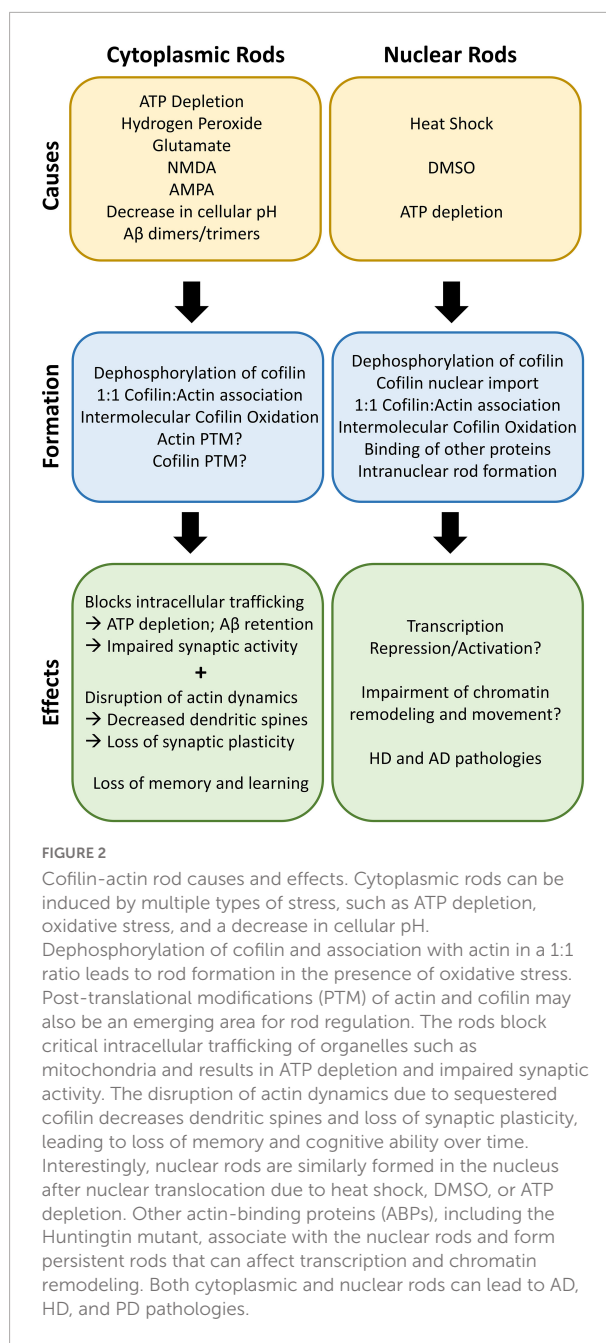 Cytoplasmic Rods
Nuclear Rods
Causes
ATP Depletion
Hydrogen Peroxide
Glutamate
NMDA
AMPA
Decrease in cellular pH
Aβ dimers/trimers
Heat Shock
DMSO
ATP depletion
Formation
Dephosphorylation of cofilin
1:1 Cofilin:Actin association
Intermolecular Cofilin Oxidation
Actin PTM?
Cofilin PTM?
Dephosphorylation of cofilin
Cofilin nuclear import
1:1 Cofilin:Actin association
Intermolecular Cofilin Oxidation
Binding of other proteins
Intranuclear rod formation
Effects
Blocks intracellular trafficking
→ ATP depletion; Aβ retention
→ Impaired synaptic activity
+
Disruption of actin dynamics
→ Decreased dendritic spines
→ Loss of synaptic plasticity
Loss of memory and learning
Transcription
Repression/Activation?
Impairment of chromatin
remodeling and movement?
HD and AD pathologies
FIGURE 2
Cofilin-actin rod causes and effects. Cytoplasmic rods can be
induced by multiple types of stress, such as ATP depletion,
oxidative stress, and a decrease in cellular pH.
Dephosphorylation of cofilin and association with actin in a 1:1
ratio leads to rod formation in the presence of oxidative stress.
Post-translational modifications (PTM) of actin and cofilin may
also be an emerging area for rod regulation. The rods block
critical intracellular trafficking of organelles such as
mitochondria and results in ATP depletion and impaired synaptic
activity. The disruption of actin dynamics due to sequestered
cofilin decreases dendritic spines and loss of synaptic plasticity,
leading to loss of memory and cognitive ability over time.
Interestingly, nuclear rods are similarly formed in the nucleus
after nuclear translocation due to heat shock, DMSO, or ATP
depletion. Other actin-binding proteins (ABPs), including the
Huntingtin mutant, associate with the nuclear rods and form
persistent rods that can affect transcription and chromatin
remodeling. Both cytoplasmic and nuclear rods can lead to AD,
HD, and PD pathologies.